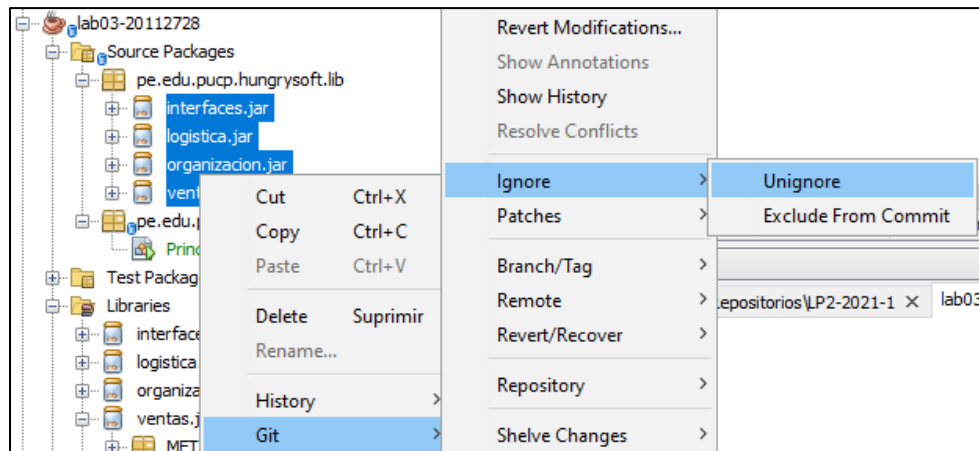 lab03-20112728
Source Packages
pe.edu.pucp.hungrysoft.lib
interfaces.jar
logistica.jar
organizacion.jar
vent
pe.edu.p
Princ
Test Packag
Libraries
interface
logistica
organiza
ventas.j
MET
Cut Ctrl+X
Copy Ctrl+C
Paste Ctrl+V
Delete Suprimir
Rename...
History
Git
Revert Modifications...
Show Annotations
Show History
Resolve Conflicts
Ignore
Patches
Branch/Tag
Remote
Revert/Recover
Repository
Shelve Changes
Unignore
Exclude From Commit
epositorios\LP2-2021-1
lab03